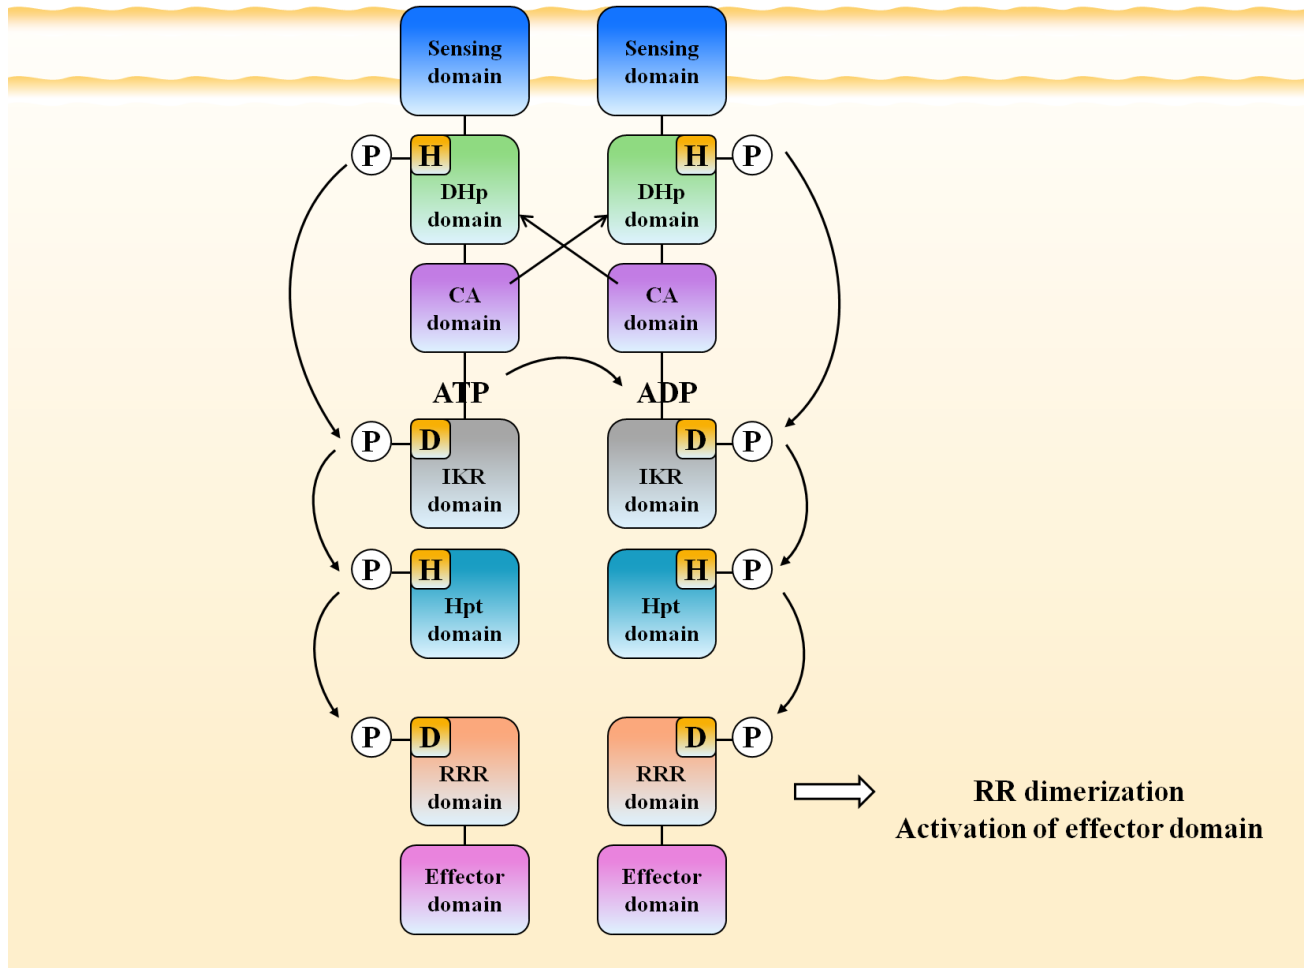 Sensing Sensing
domain domain
P H H P
DHp DHp
domain domain
CA CA
domain domain
ATP ADP
P D D P
IKR IKR
domain domain
P H H P
Hpt Hpt
domain domain
P D D P
RRR RRR
domain domain
RR dimerization
Activation of effector domain
Effector Effector
domain domain